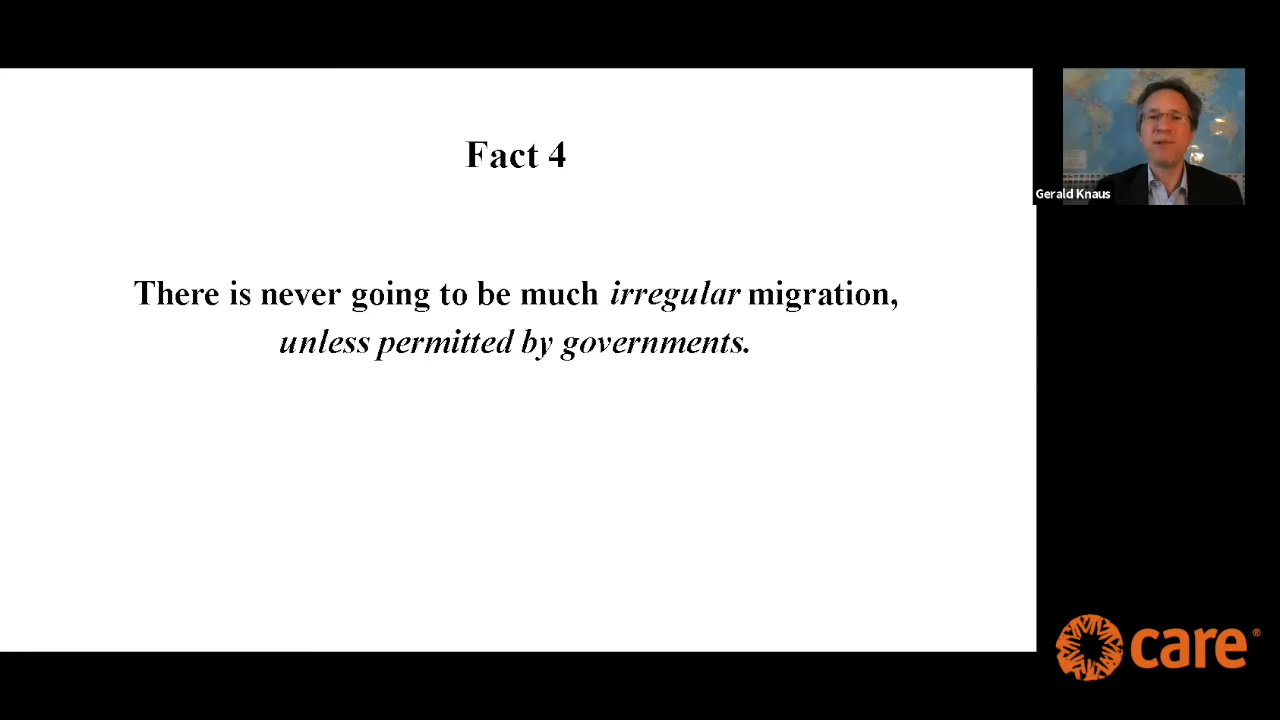 Fact 4
There is never going to be much irregular migration,
unless permitted by governments.
Gerald Knaus
care®